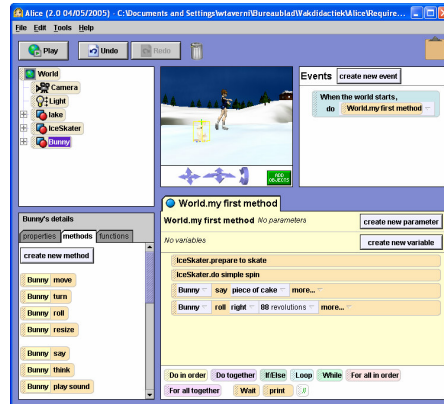 Alice (2.0 04/05/2005) - C:\Documents and Settings\wtaverni\Bureaublad\Vakdidactiek\Alice\Require...
File Edit Tools Help
Play Undo Redo
World
Camera
Light
lake
IceSkater
Bunny
ADD OBJECTS
Events create new event
When the world starts,
do World.my first method
Bunny's details
properties methods functions
create new method
Bunny move
Bunny turn
Bunny roll
Bunny resize
Bunny say
Bunny think
Bunny play sound
World.my first method
World.my first method No parameters create new parameter
No variables create new variable
IceSkater.prepare to skate
IceSkater.do simple spin
Bunny say piece of cake more...
Bunny roll right 88 revolutions more...
Do in order Do together If/Else Loop While For all in order
For all together Wait print //